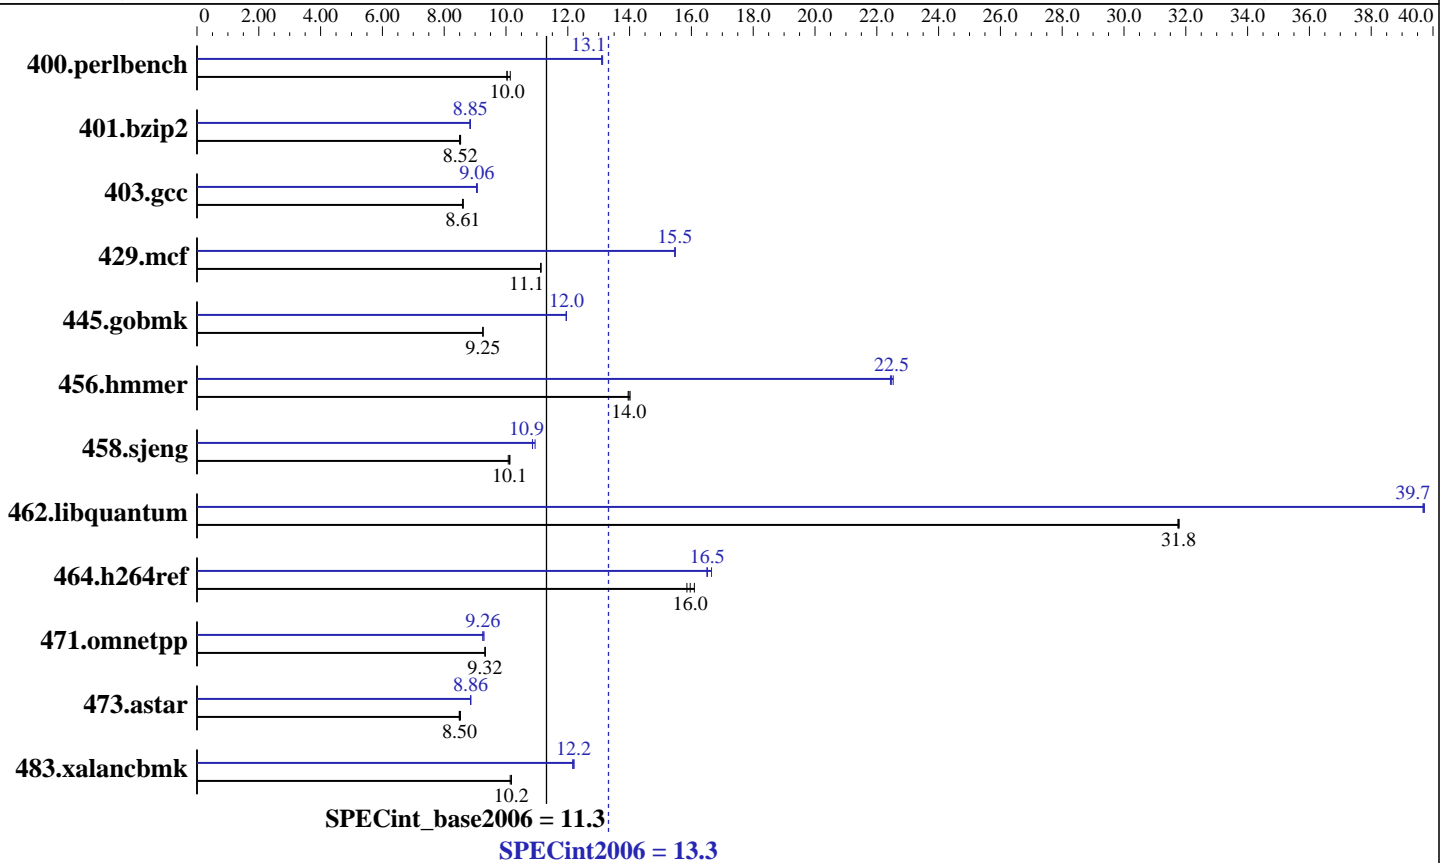 0 2.00 4.00 6.00 8.00 10.0 12.0 14.0 16.0 18.0 20.0 22.0 24.0 26.0 28.0 30.0 32.0 34.0 36.0 38.0 40.0
13.1
400.perlbench
10.0
8.85
401.bzip2
8.52
9.06
403.gcc
8.61
15.5
429.mcf
11.1
12.0
445.gobmk
9.25
22.5
456.hmmer
14.0
10.9
458.sjeng
10.1
39.7
462.libquantum
31.8
16.5
464.h264ref
16.0
9.26
471.omnetpp
9.32
8.86
473.astar
8.50
12.2
483.xalancbmk
10.2
SPECint_base2006 = 11.3
SPECint2006 = 13.3